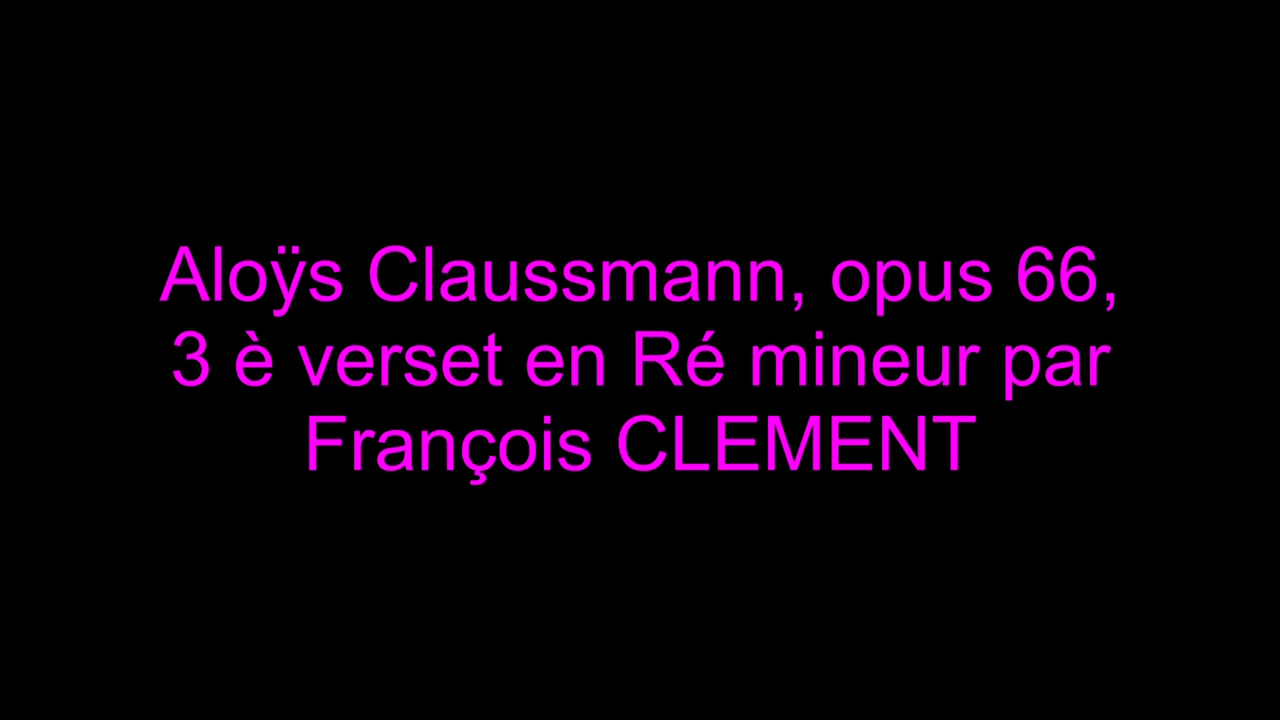 Aloÿs Claussmann, opus 66,
3 è verset en Ré mineur par
François CLEMENT